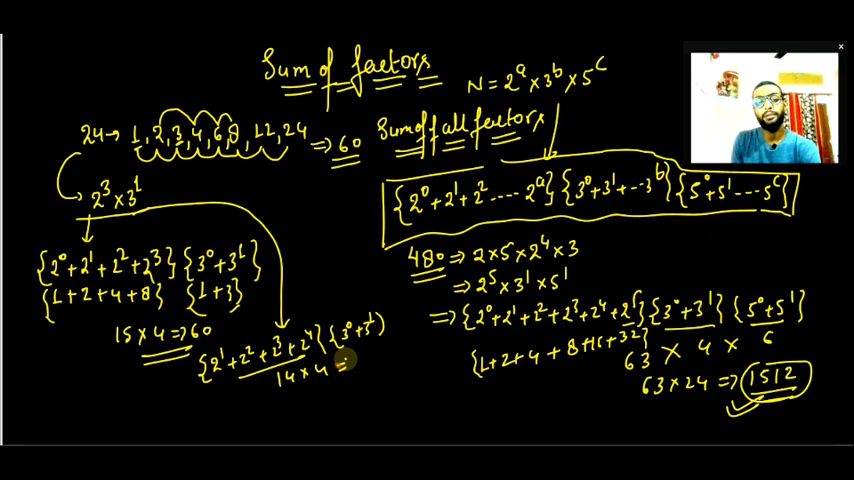 Sum of factors
N = 2^a × 3^b × 5^c
24 → 1, 2, 3, 4, 6, 8, 12, 24 ⇒ 60
Sum of all factors
{2^0 + 2^1 + 2^2 ---- 2^a} {3^0 + 3^1 + --- 3^b} {5^0 + 5^1 --- 5^c}
→ 2^3 × 3^1
{2^0 + 2^1 + 2^2 + 2^3} {3^0 + 3^1}
{1 + 2 + 4 + 8} {1 + 3}
15 × 4 ⇒ 60
{2^1 + 2^2 + 2^3 + 2^4} {3^0 + 3^1)
14 × 4 =
480 ⇒ 2 × 5 × 2^4 × 3
⇒ 2^5 × 3^1 × 5^1
⇒ {2^0 + 2^1 + 2^2 + 2^3 + 2^4 + 2^5} {3^0 + 3^1} {5^0 + 5^1}
{1 + 2 + 4 + 8 + 16 + 32}
63 × 4 × 6
63 × 24 ⇒ 1512